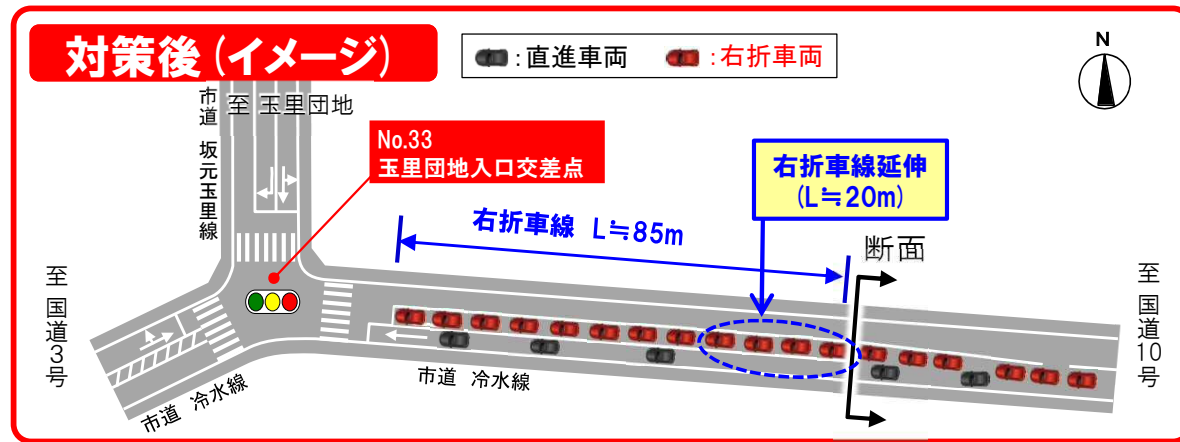 対策後(イメージ)
:直進車両
:右折車両
N
市道 坂元玉里線
至 玉里団地
No.33
玉里団地入口交差点
右折車線延伸
(L≒20m)
右折車線 L≒85m
断面
至 国道3号
至 国道10号
市道 冷水線
市道 冷水線